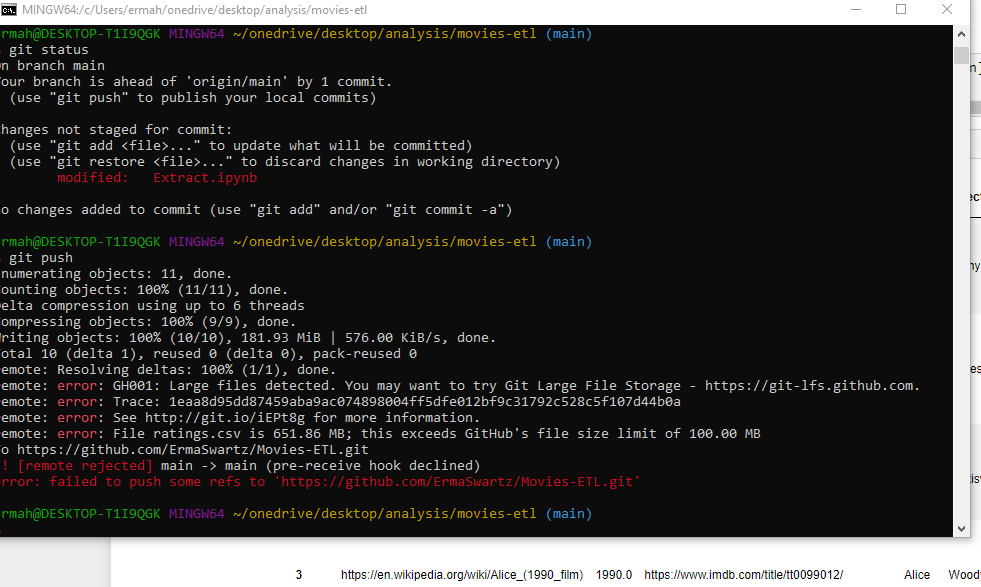 MINGW64:/c/Users/ermah/onedrive/desktop/analysis/movies-etl
rmah@DESKTOP-T1I9QGK MINGW64 ~/onedrive/desktop/analysis/movies-etl (main)
git status
n branch main
our branch is ahead of 'origin/main' by 1 commit.
(use "git push" to publish your local commits)
hanges not staged for commit:
(use "git add <file>..." to update what will be committed)
(use "git restore <file>..." to discard changes in working directory)
modified: Extract.ipynb
o changes added to commit (use "git add" and/or "git commit -a")
rmah@DESKTOP-T1I9QGK MINGW64 ~/onedrive/desktop/analysis/movies-etl (main)
git push
numerating objects: 11, done.
ounting objects: 100% (11/11), done.
elta compression using up to 6 threads
ompressing objects: 100% (9/9), done.
riting objects: 100% (10/10), 181.93 MiB | 576.00 KiB/s, done.
otal 10 (delta 1), reused 0 (delta 0), pack-reused 0
emote: Resolving deltas: 100% (1/1), done.
emote: error: GH001: Large files detected. You may want to try Git Large File Storage - https://git-lfs.github.com.
emote: error: Trace: 1eaa8d95dd87459aba9ac074898004ff5dfe012bf9c31792c528c5f107d44b0a
emote: error: See http://git.io/iEPt8g for more information.
emote: error: File ratings.csv is 651.86 MB; this exceeds GitHub's file size limit of 100.00 MB
o https://github.com/ErmaSwartz/Movies-ETL.git
! [remote rejected] main -> main (pre-receive hook declined)
rror: failed to push some refs to 'https://github.com/ErmaSwartz/Movies-ETL.git'
rmah@DESKTOP-T1I9QGK MINGW64 ~/onedrive/desktop/analysis/movies-etl (main)
3 https://en.wikipedia.org/wiki/Alice_(1990_film) 1990.0 https://www.imdb.com/title/tt0099012/ Alice Wood